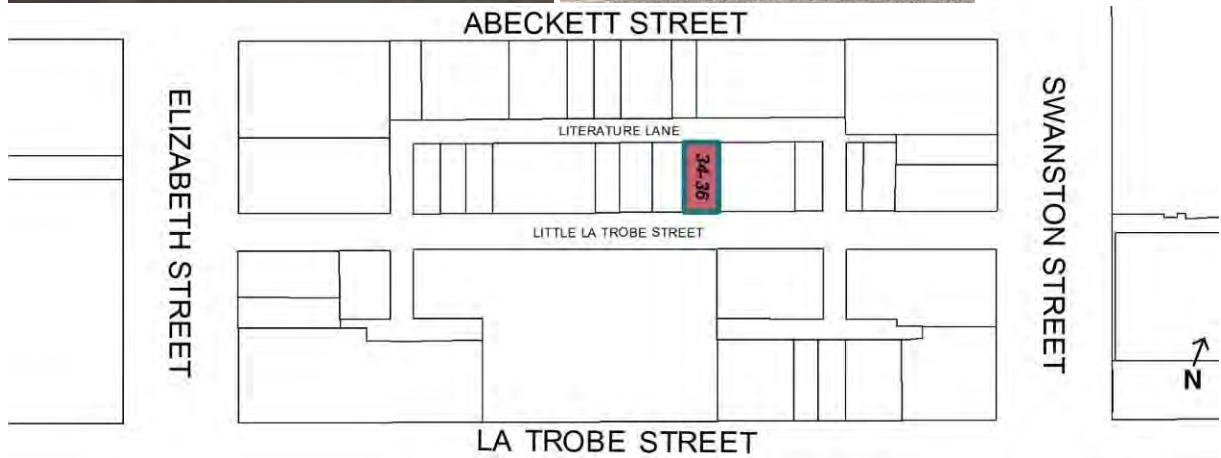 ABECKETT STREET
ELIZABETH STREET
LITERATURE LANE
34-36
LITTLE LA TROBE STREET
SWANSTON STREET
N
LA TROBE STREET